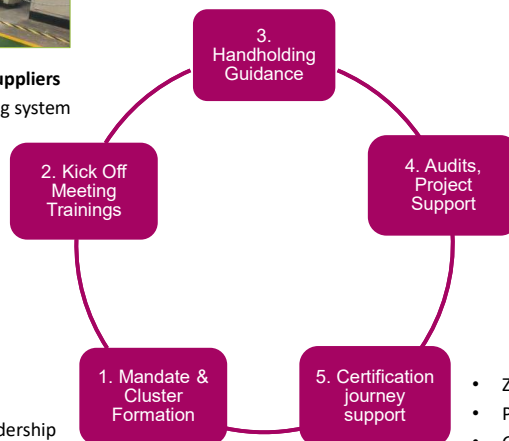 3.
Handholding
Guidance
uppliers
g system
2. Kick Off
Meeting
Trainings
4. Audits,
Project
Support
1. Mandate &
Cluster
Formation
5. Certification
journey
support
• Z
• P
dership